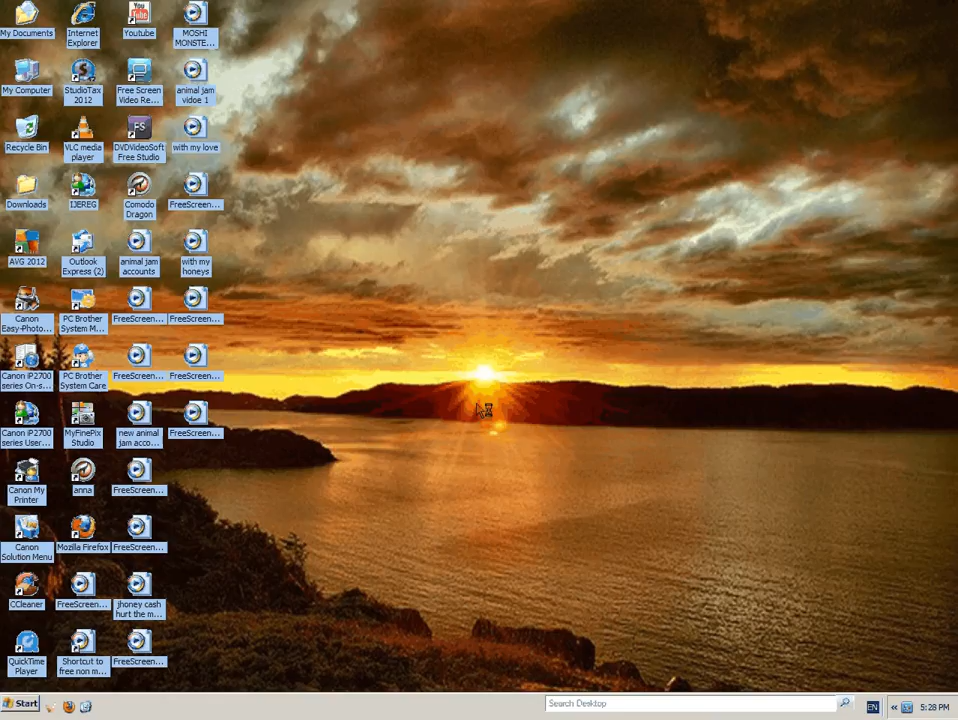 My Documents
Internet
Explorer
You
Tube
Youtube
MOSHI
MONSTE...
My Computer
StudioTax
2012
Free Screen
Video Re...
animal jam
vidoe 1
Recycle Bin
VLC media
player
FS
DVDVideoSoft
Free Studio
with my love
Downloads
IJEREG
Comodo
Dragon
FreeScreen...
AVG 2012
Outlook
Express (2)
animal jam
accounts
with my
honeys
Canon
Easy-Photo...
PC Brother
System M...
FreeScreen...
FreeScreen...
Canon iP2700
series On-s...
PC Brother
System Care
FreeScreen...
FreeScreen...
Canon iP2700
series User...
MyFinePix
Studio
new animal
jam acco...
FreeScreen...
Canon My
Printer
anna
FreeScreen...
Canon
Solution Menu
Mozilla Firefox
FreeScreen...
CCleaner
FreeScreen...
jhoney cash
hurt the m...
QuickTime
Player
Shortcut to
free non m...
FreeScreen...
Start
Search Desktop
EN
« 5:28 PM